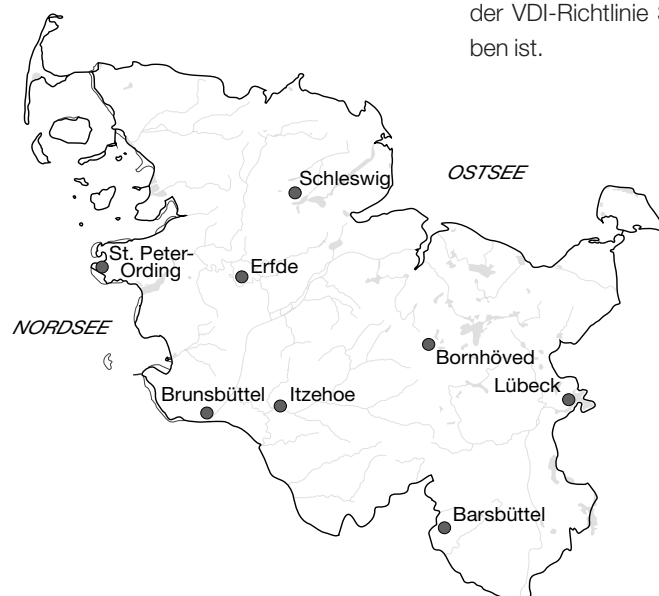 der VDI-Richtlinie
ben ist.
OSTSEE
Schleswig
St. Peter-
Ording
Erfde
NORDSEE
Bornhöved
Lübeck
Brunsbüttel
Itzehoe
Barsbüttel